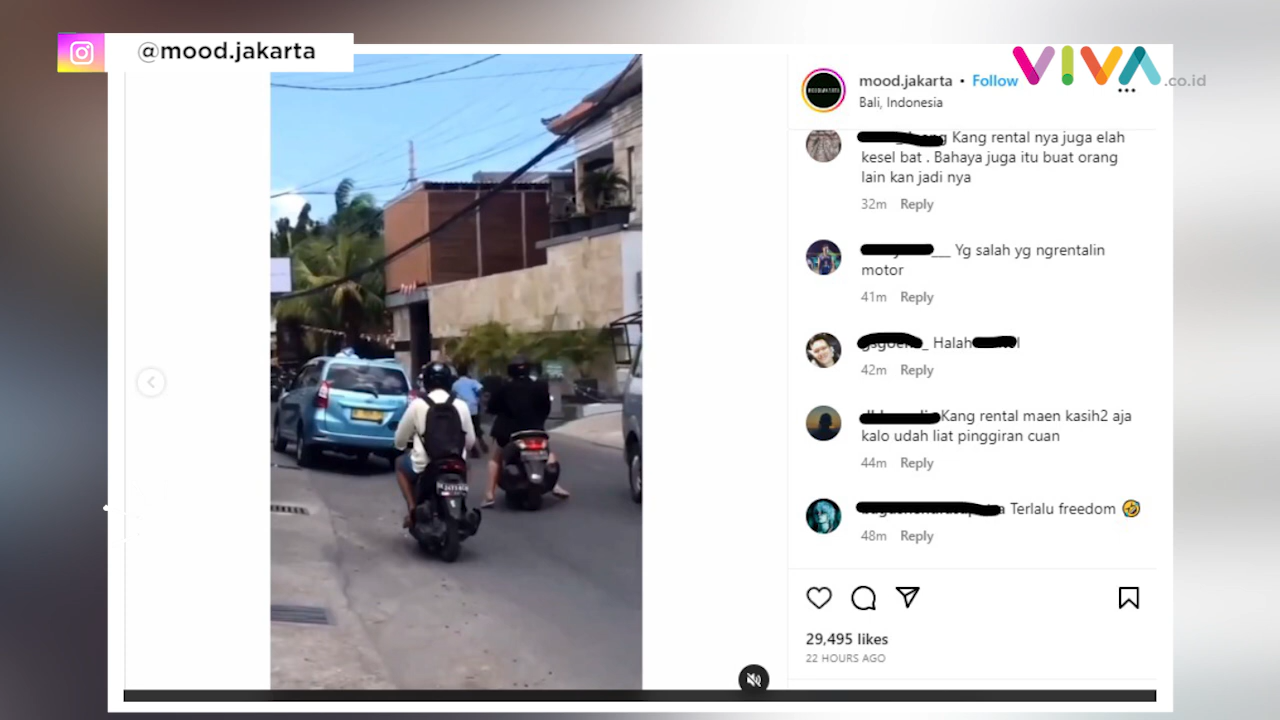 @mood.jakarta
VIVA
.co.id
mood.jakarta • Follow
Bali, Indonesia
Kang rental nya juga elah
kesel bat . Bahaya juga itu buat orang
lain kan jadi nya
32m Reply
___ Yg salah yg ngrentalin
motor
41m Reply
_ Halah
42m Reply
Kang rental maen kasih2 aja
kalo udah liat pinggiran cuan
44m Reply
Terlalu freedom 🤣
48m Reply
29,495 likes
22 HOURS AGO